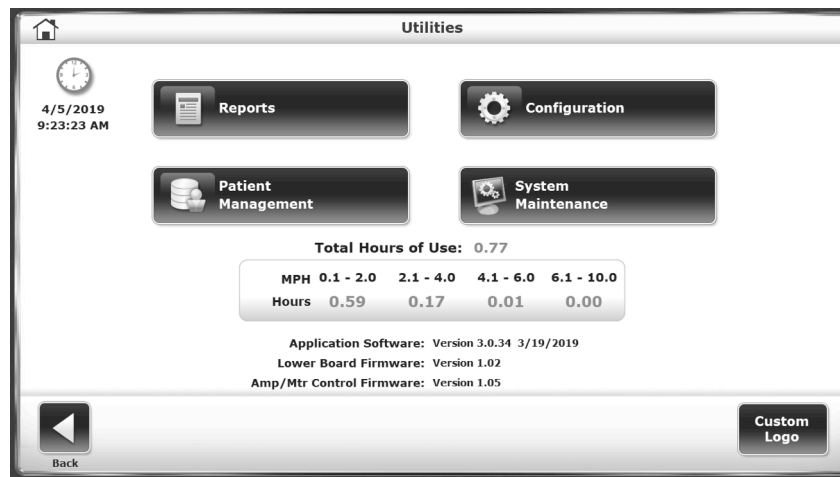 Utilities
4/5/2019
9:23:23 AM
Reports
Configuration
Patient
Management
System
Maintenance
Total Hours of Use: 0.77
MPH 0.1 - 2.0 2.1 - 4.0 4.1 - 6.0 6.1 - 10.0
Hours 0.59 0.17 0.01 0.00
Application Software: Version 3.0.34 3/19/2019
Lower Board Firmware: Version 1.02
Amp/Mtr Control Firmware: Version 1.05
Back
Custom
Logo